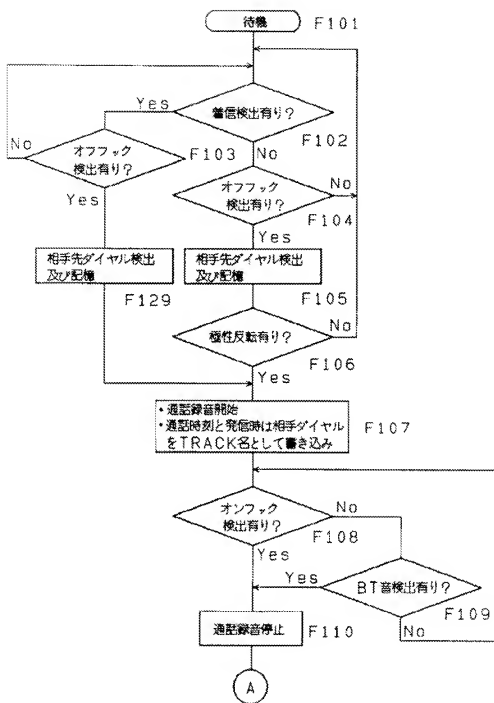 待機
F101
着信検出有り?
F102
Yes
No
オフフック
検出有り?
F103
No
Yes
オフフック
検出有り?
F104
No
Yes
相手先ダイヤル検出
及び記憶
F129
相手先ダイヤル検出
及び記憶
F105
極性反転有り?
F106
No
Yes
・通話録音開始
・通話時刻と発信時は相手ダイヤル
をTRACK名として書き込み
F107
オンフック
検出有り?
F108
No
Yes
BT音検出有り?
F109
Yes
No
通話録音停止
F110
A